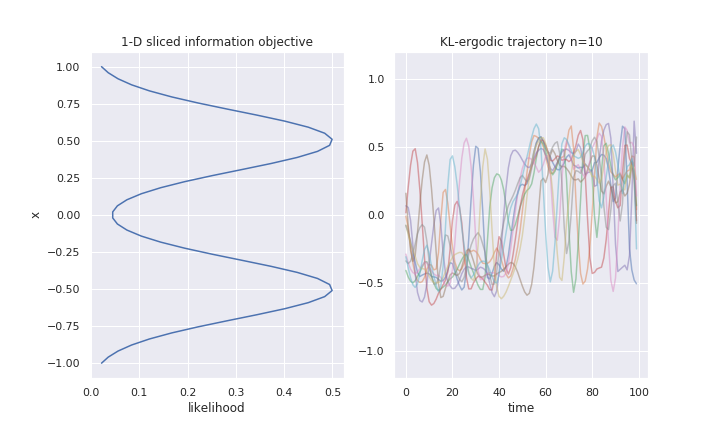 1-D sliced information objective
KL-ergodic trajectory n=10
1.00
0.75
0.50
0.25
0.00
−0.25
−0.50
−0.75
−1.00
x
0.0 0.1 0.2 0.3 0.4 0.5
likelihood
1.0
0.5
0.0
−0.5
−1.0
0 20 40 60 80 100
time